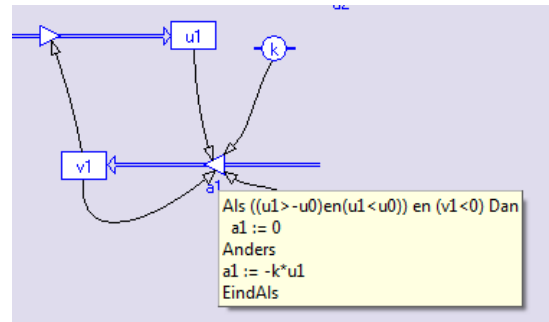 u1
k
v1
a1
Als ((u1>-u0)en(u1<u0)) en (v1<0) Dan
a1 := 0
Anders
a1 := -k*u1
EindAls